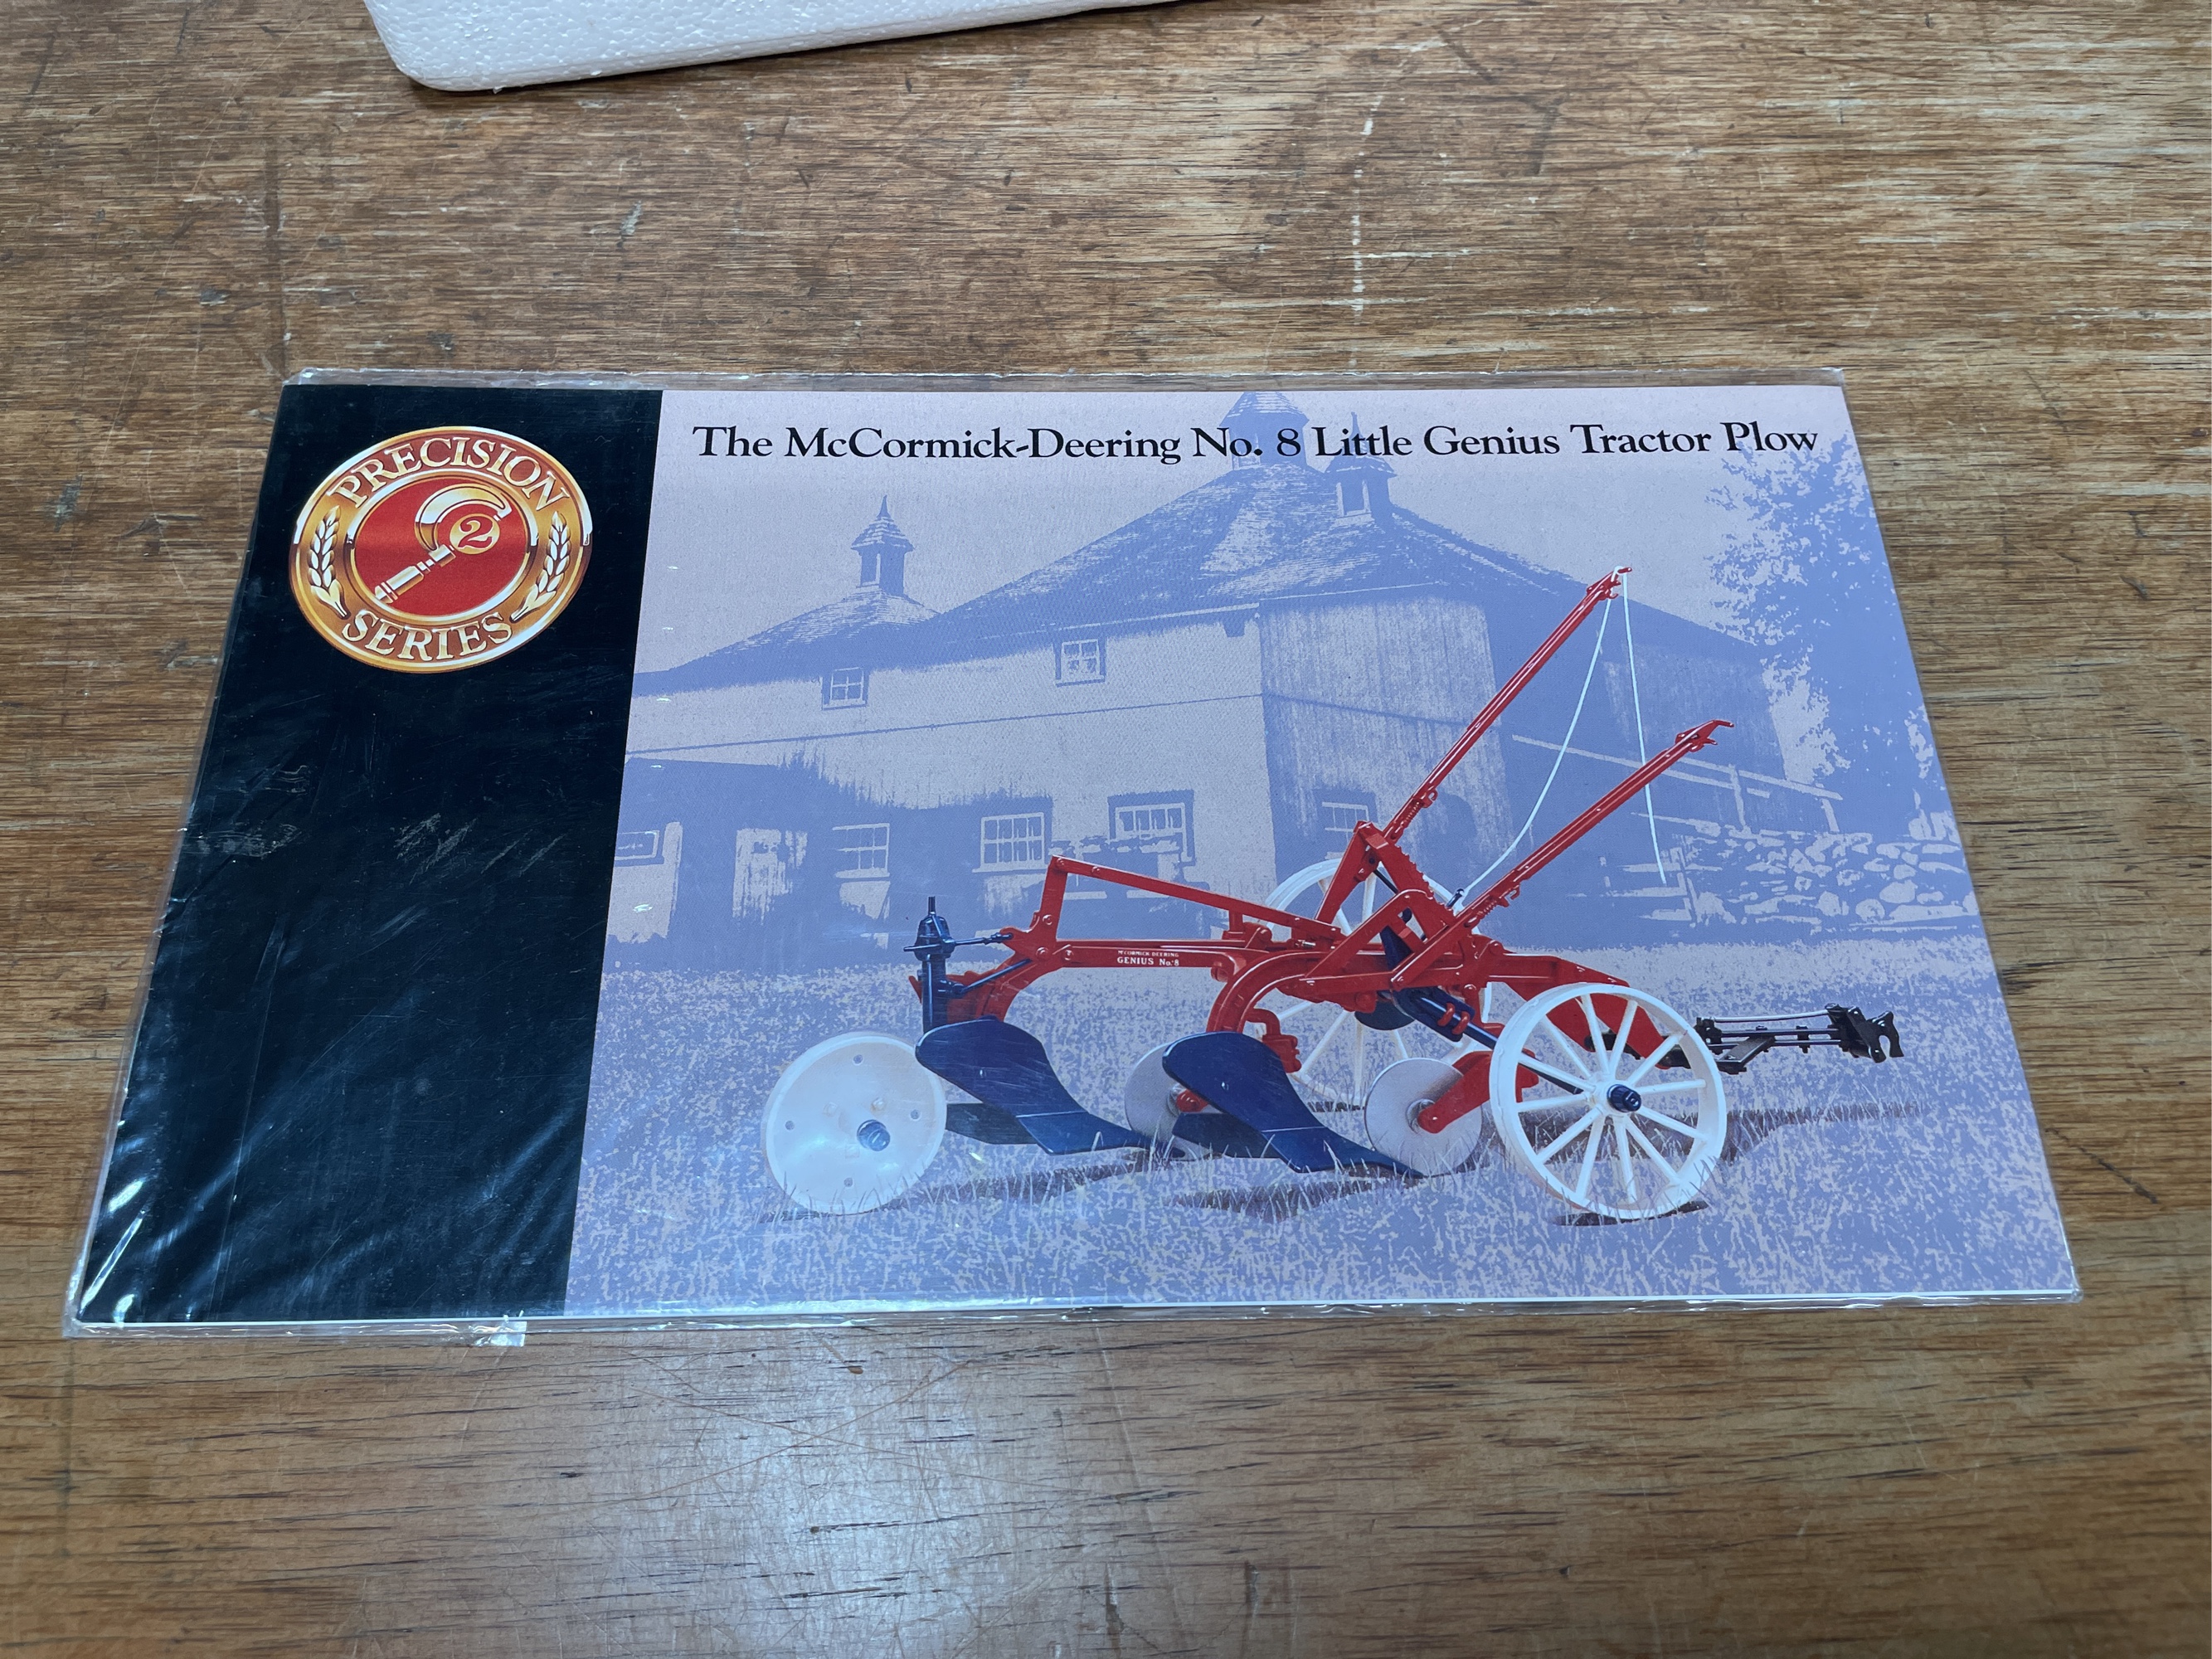 The McCormick-Deering No. 8 Little Genius Tractor Plow
PRECISION
2
SERIES
McCORMICK DEERING
GENIUS No. 8